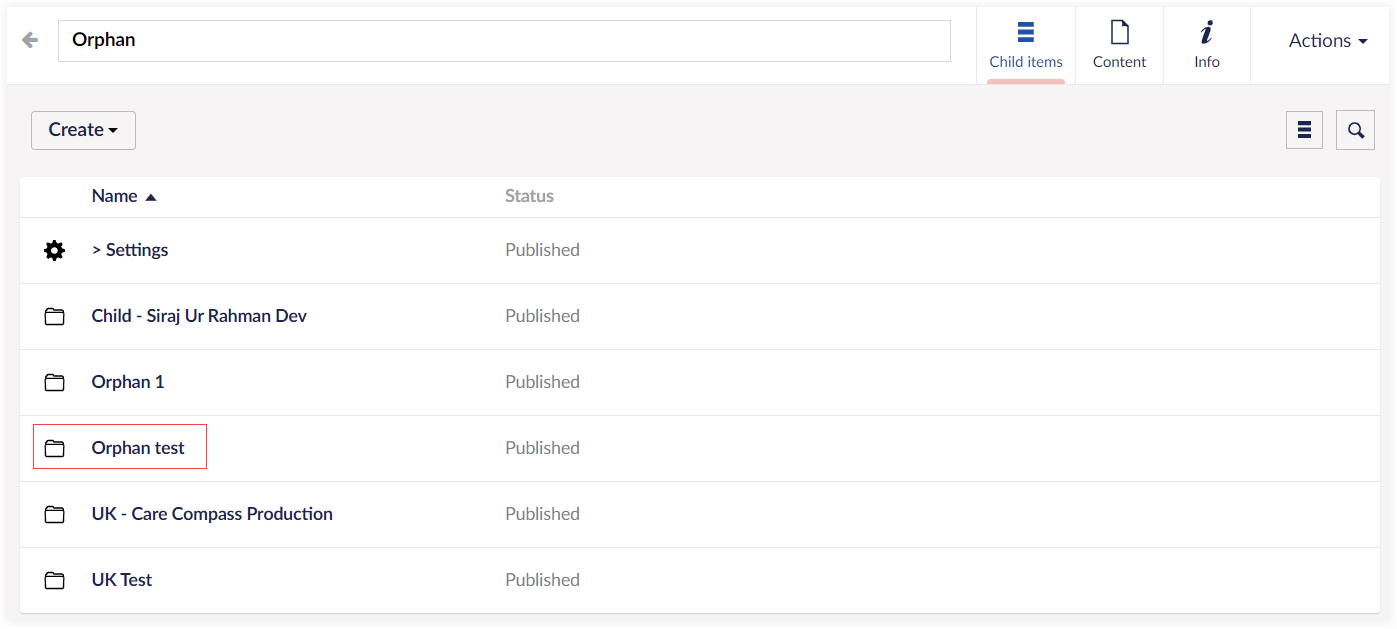 Orphan
Child items
Content
Info
Actions
Create
Name Status
> Settings Published
Child - Siraj Ur Rahman Dev Published
Orphan 1 Published
Orphan test Published
UK - Care Compass Production Published
UK Test Published